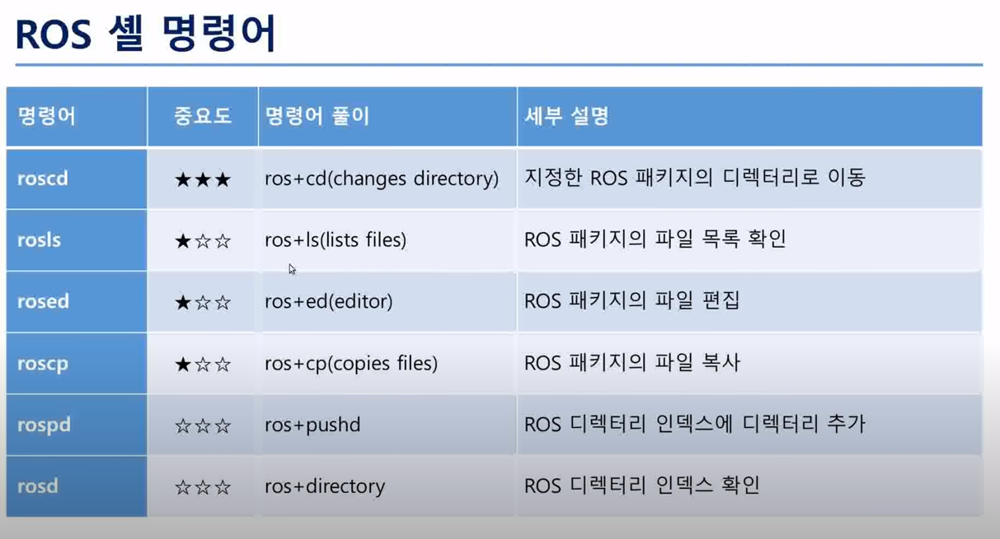 ROS 셸 명령어
명령어 중요도 명령어 풀이 세부 설명
roscd ★★★ ros+cd(changes directory) 지정한 ROS 패키지의 디렉터리로 이동
rosls ★☆☆ ros+ls(lists files) ROS 패키지의 파일 목록 확인
rosed ★☆☆ ros+ed(editor) ROS 패키지의 파일 편집
roscp ★☆☆ ros+cp(copies files) ROS 패키지의 파일 복사
rospd ☆☆☆ ros+pushd ROS 디렉터리 인덱스에 디렉터리 추가
rosd ☆☆☆ ros+directory ROS 디렉터리 인덱스 확인